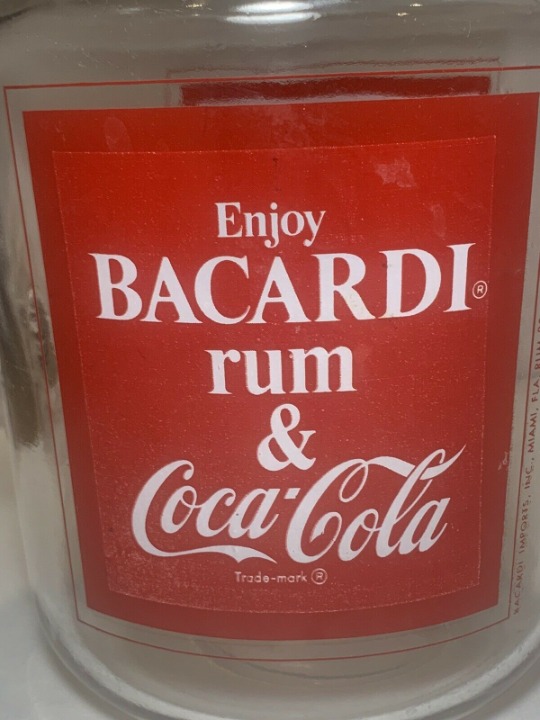 Enjoy
BACARDI®
rum
&
Coca-Cola
Trade-mark ®
BACARDI IMPORTS, INC., MIAMI, FLA. RUM